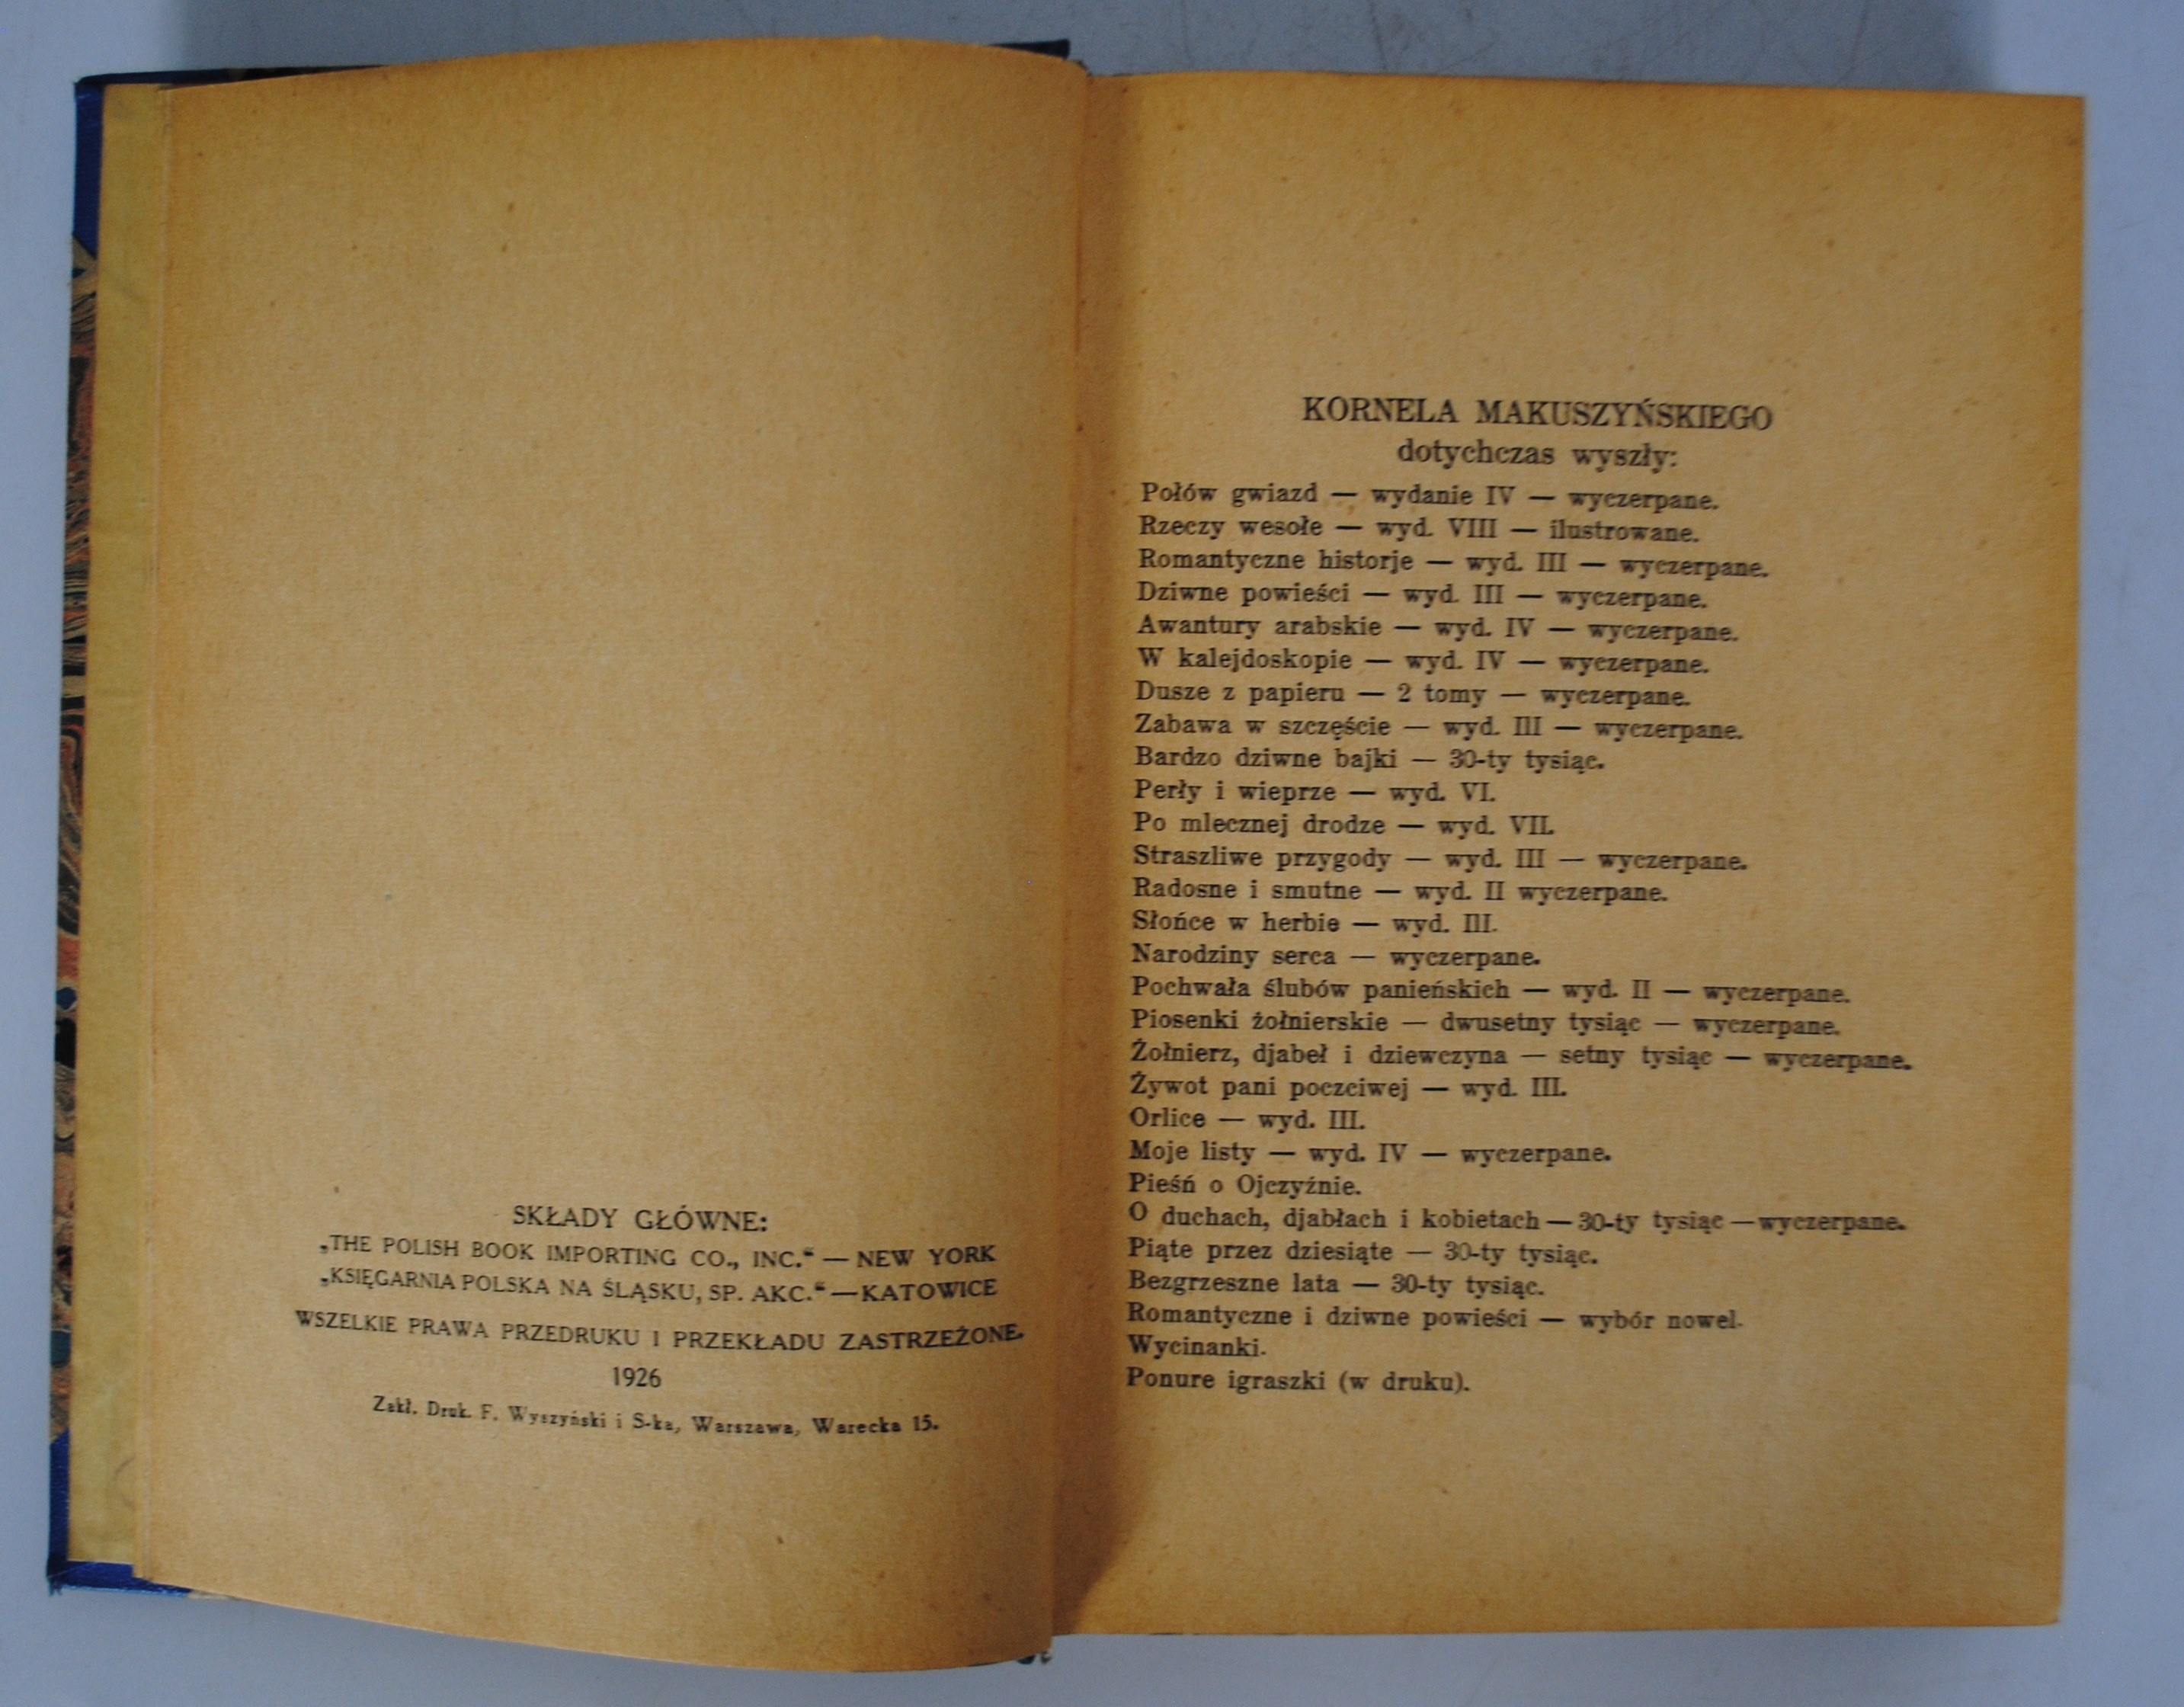 SKŁADY GŁÓWNE:
„THE POLISH BOOK IMPORTING CO., INC.“ — NEW YORK
„KSIĘGARNIA POLSKA NA ŚLĄSKU, SP. AKC.“ — KATOWICE
WSZELKIE PRAWA PRZEDRUKU I PRZEKŁADU ZASTRZEŻONE.
1926
Zakł. Druk. F. Wyszyński i S-ka, Warszawa, Warecka 15.
KORNELA MAKUSZYŃSKIEGO
dotychczas wyszły:
Połów gwiazd — wydanie IV — wyczerpane.
Rzeczy wesołe — wyd. VIII — ilustrowane.
Romantyczne historje — wyd. III — wyczerpane.
Dziwne powieści — wyd. III — wyczerpane.
Awantury arabskie — wyd. IV — wyczerpane.
W kalejdoskopie — wyd. IV — wyczerpane.
Dusze z papieru — 2 tomy — wyczerpane.
Zabawa w szczęście — wyd. III — wyczerpane.
Bardzo dziwne bajki — 30-ty tysiąc.
Perły i wieprze — wyd. VI.
Po mlecznej drodze — wyd. VII.
Straszliwe przygody — wyd. III — wyczerpane.
Radosne i smutne — wyd. II wyczerpane.
Słońce w herbie — wyd. III.
Narodziny serca — wyczerpane.
Pochwała ślubów panieńskich — wyd. II — wyczerpane.
Piosenki żołnierskie — dwusetny tysiąc — wyczerpane.
Żołnierz, djabeł i dziewczyna — setny tysiąc — wyczerpane.
Żywot pani poczciwej — wyd. III.
Orlice — wyd. III.
Moje listy — wyd. IV — wyczerpane.
Pieśń o Ojczyźnie.
O duchach, djabłach i kobietach — 30-ty tysiąc — wyczerpane.
Piąte przez dziesiąte — 30-ty tysiąc.
Bezgrzeszne lata — 30-ty tysiąc.
Romantyczne i dziwne powieści — wybór nowel.
Wycinanki.
Ponure igraszki (w druku).